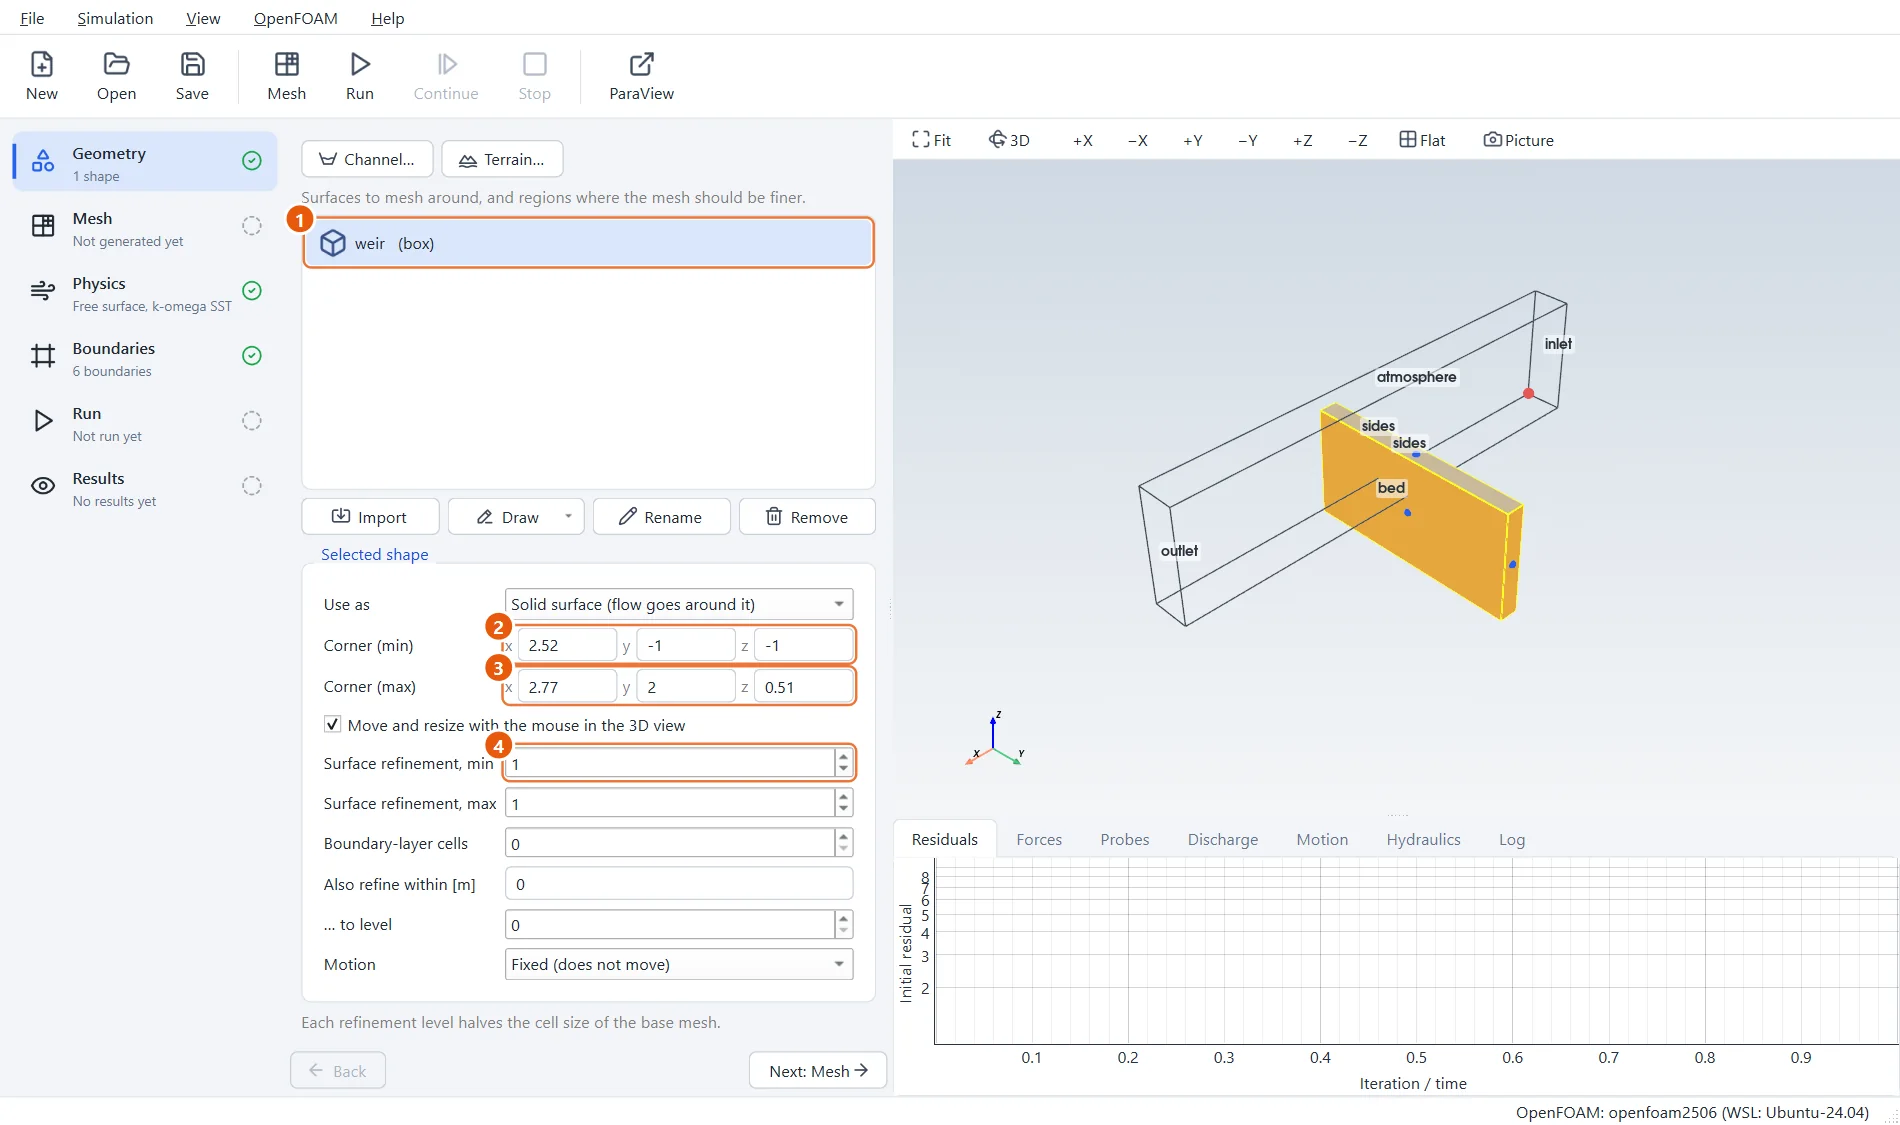 File Simulation View OpenFOAM Help
New Open Save Mesh Run Continue Stop ParaView
Geometry
1 shape
Mesh
Not generated yet
Physics
Free surface, k-omega SST
Boundaries
6 boundaries
Run
Not run yet
Results
No results yet
Channel... Terrain...
Surfaces to mesh around, and regions where the mesh should be finer.
1
weir (box)
Import Draw Rename Remove
Selected shape
Use as Solid surface (flow goes around it)
2
Corner (min) x 2.52 y -1 z -1
3
Corner (max) x 2.77 y 2 z 0.51
Move and resize with the mouse in the 3D view
4
Surface refinement, min 1
Surface refinement, max 1
Boundary-layer cells 0
Also refine within [m] 0
... to level 0
Motion Fixed (does not move)
Each refinement level halves the cell size of the base mesh.
Back Next: Mesh
Fit 3D +X −X +Y −Y +Z −Z Flat Picture
inlet
atmosphere
sides
sides
bed
outlet
Z
X Y
Residuals Forces Probes Discharge Motion Hydraulics Log
Initial residual
8
7
6
5
4
3
2
0.1 0.2 0.3 0.4 0.5 0.6 0.7 0.8 0.9
Iteration / time
OpenFOAM: openfoam2506 (WSL: Ubuntu-24.04)